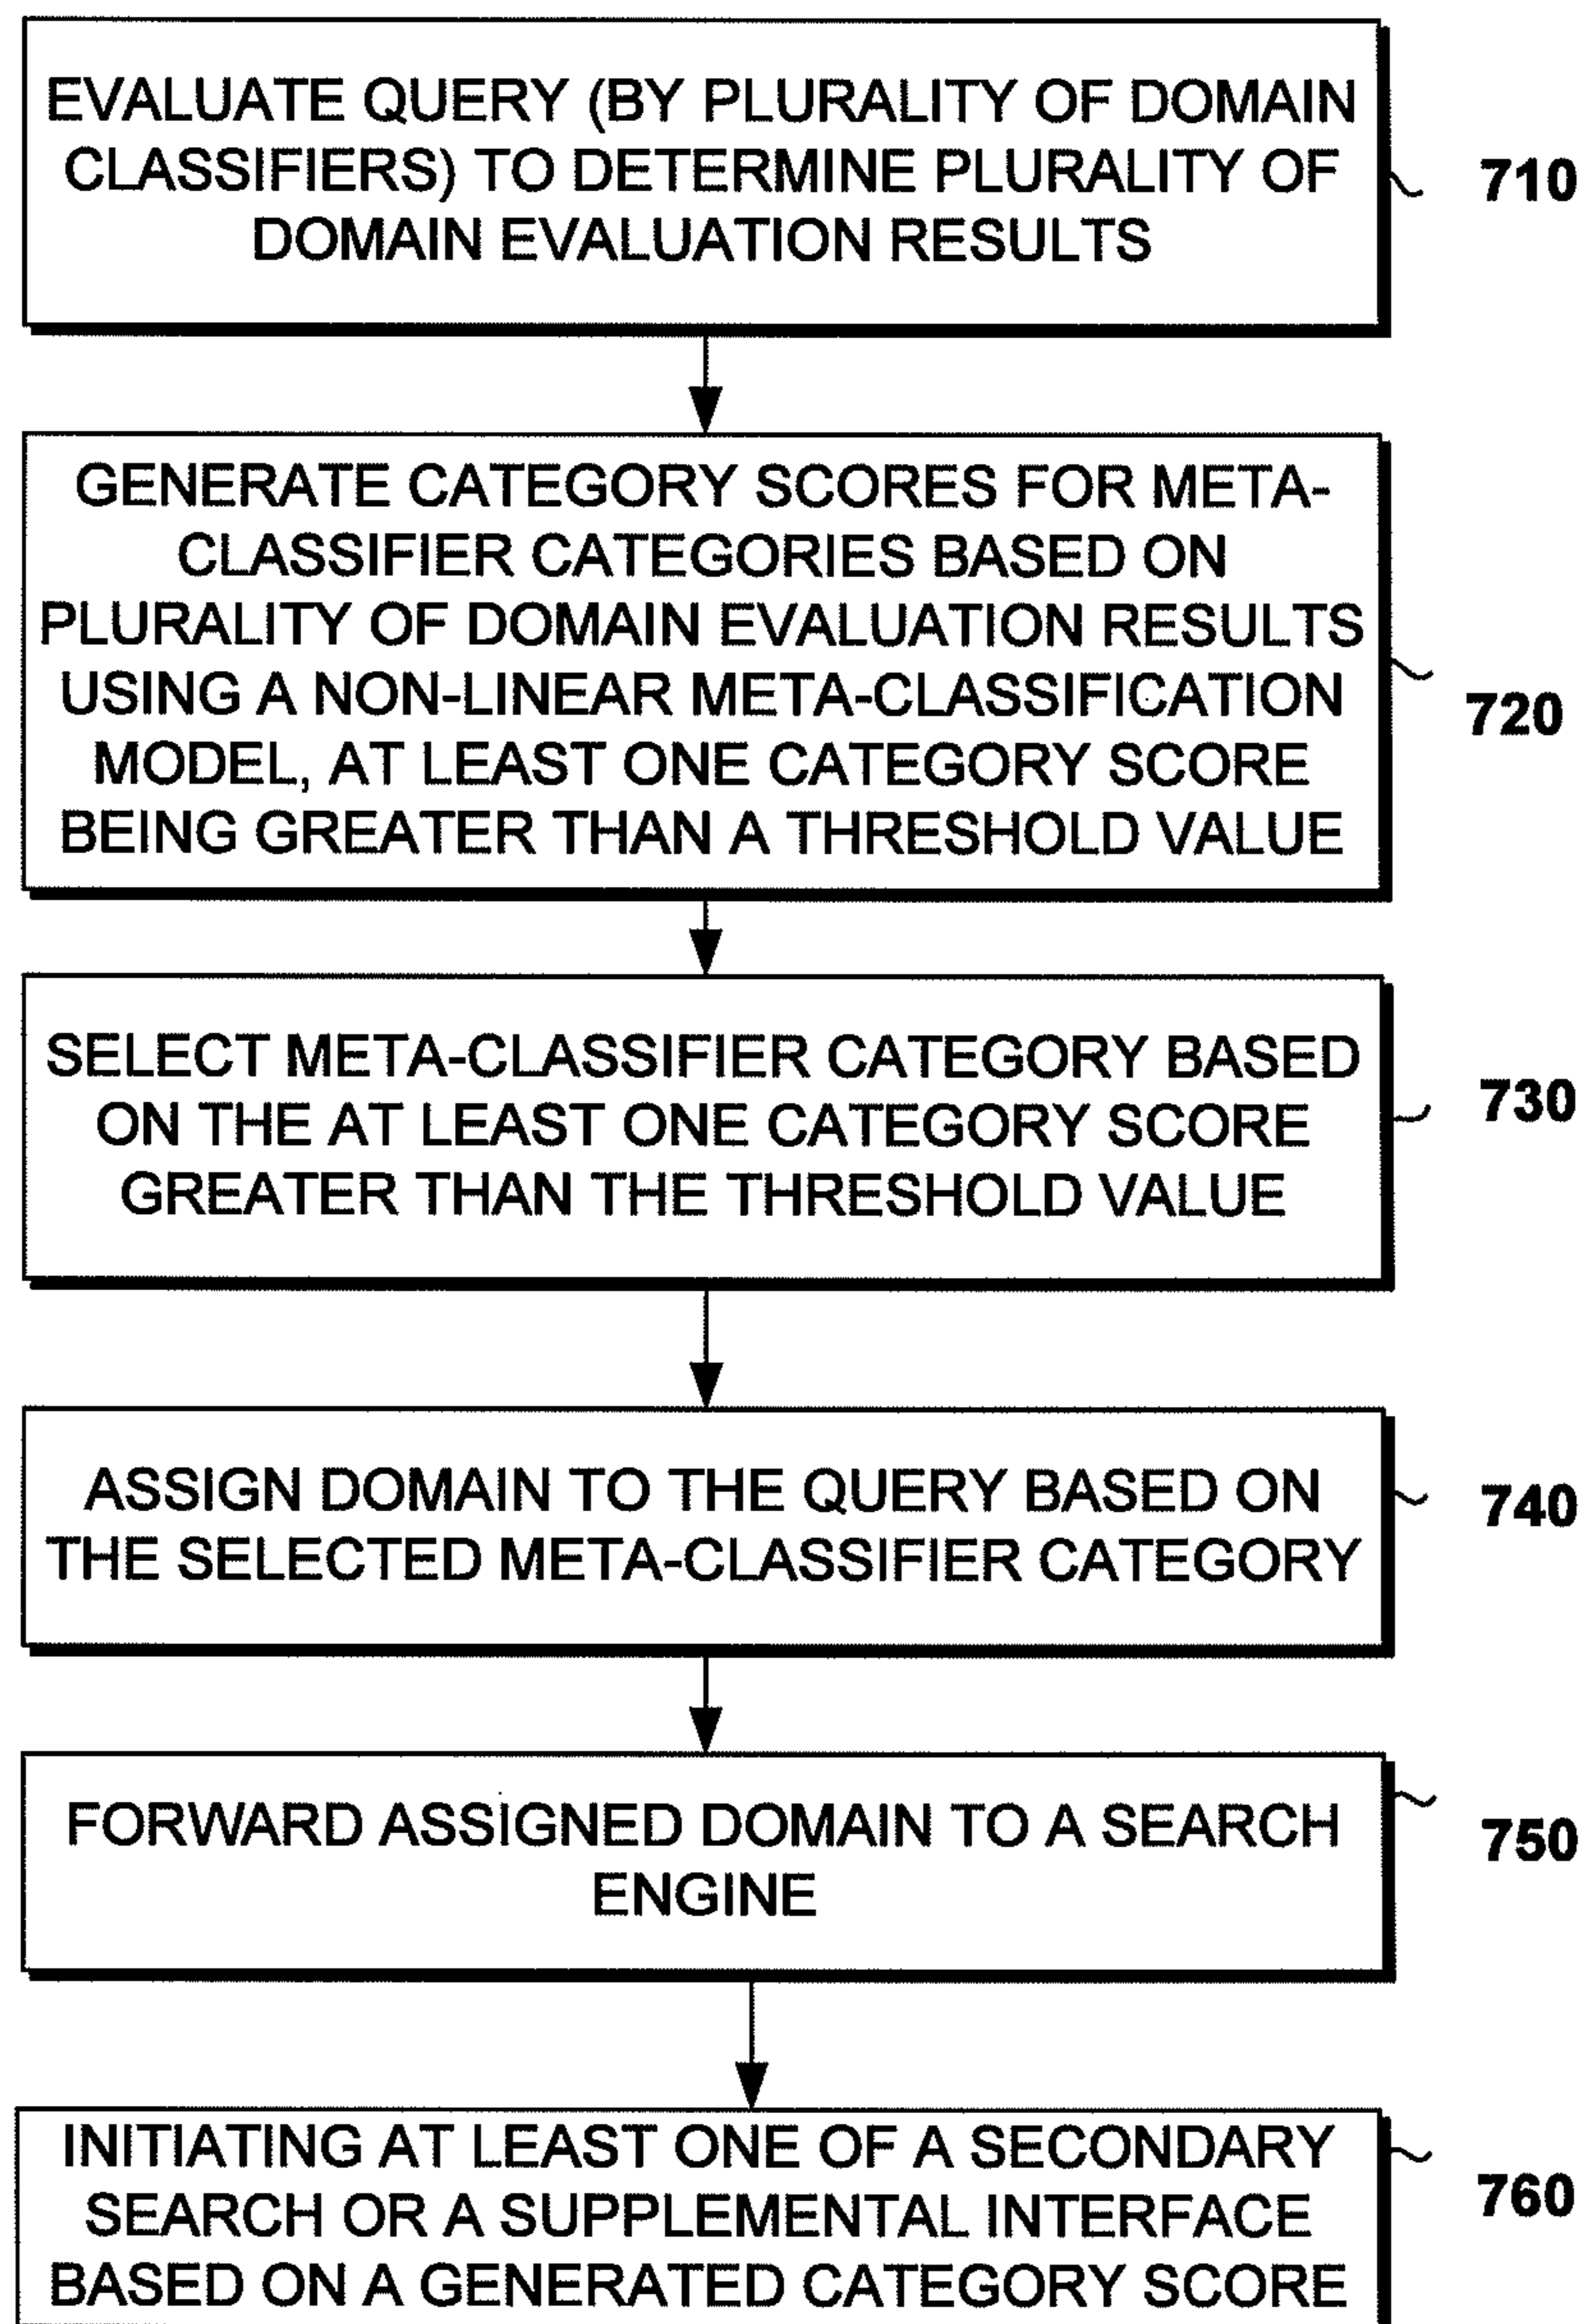 EVALUATE QUERY (BY PLURALITY OF DOMAIN
CLASSIFIERS) TO DETERMINE PLURALITY OF
DOMAIN EVALUATION RESULTS
710
GENERATE CATEGORY SCORES FOR META-
CLASSIFIER CATEGORIES BASED ON
PLURALITY OF DOMAIN EVALUATION RESULTS
USING A NON-LINEAR META-CLASSIFICATION
MODEL, AT LEAST ONE CATEGORY SCORE
BEING GREATER THAN A THRESHOLD VALUE
720
SELECT META-CLASSIFIER CATEGORY BASED
ON THE AT LEAST ONE CATEGORY SCORE
GREATER THAN THE THRESHOLD VALUE
730
ASSIGN DOMAIN TO THE QUERY BASED ON
THE SELECTED META-CLASSIFIER CATEGORY
740
FORWARD ASSIGNED DOMAIN TO A SEARCH
ENGINE
750
INITIATING AT LEAST ONE OF A SECONDARY
SEARCH OR A SUPPLEMENTAL INTERFACE
BASED ON A GENERATED CATEGORY SCORE
760